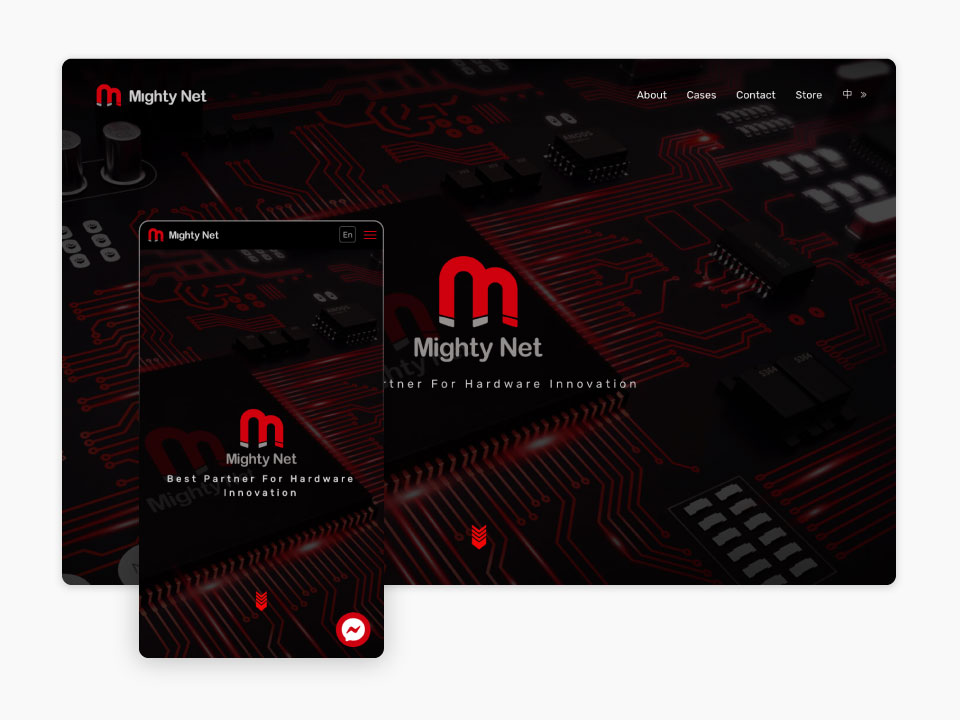 Mighty Net
About Cases Contact Store 中 »
Mighty Net
rtner For Hardware Innovation
Mighty Net
En
Mighty Net
Best Partner For Hardware
Innovation